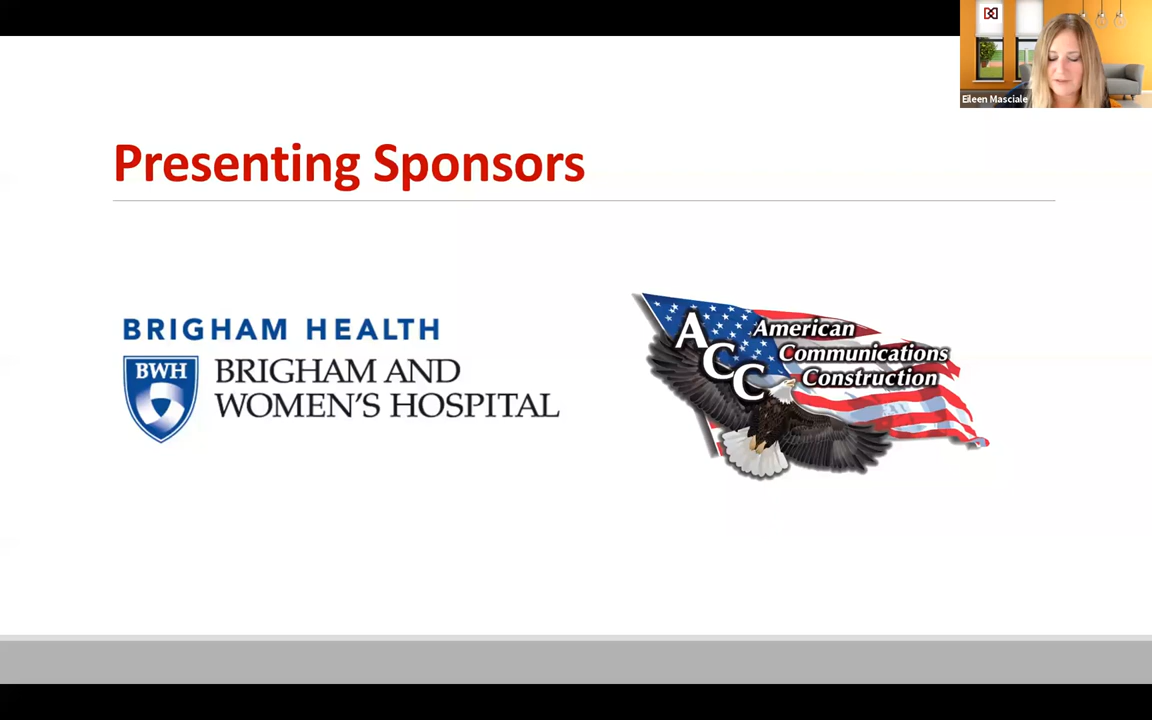 Eileen Masciale
Presenting Sponsors
BRIGHAM HEALTH
BWH
BRIGHAM AND
WOMEN'S HOSPITAL
ACC
American
Communications
Construction